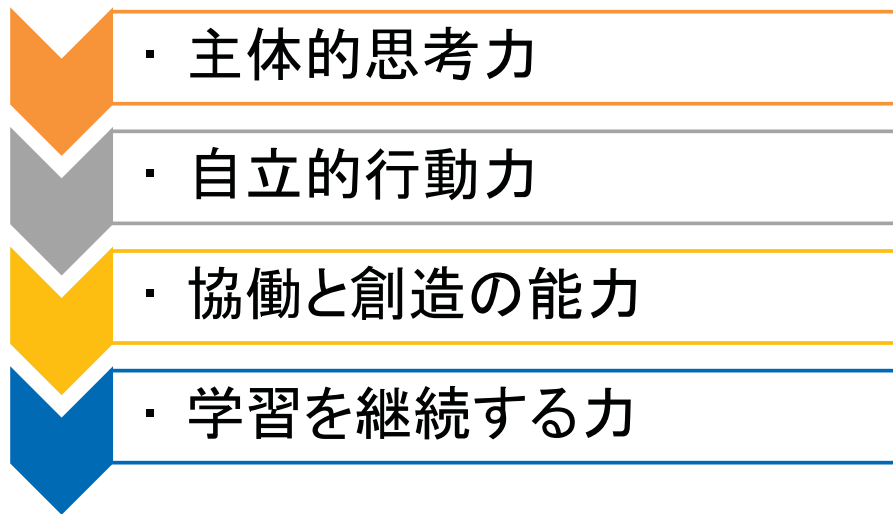 ・主体的思考力
・自立的行動力
・協働と創造の能力
・学習を継続する力